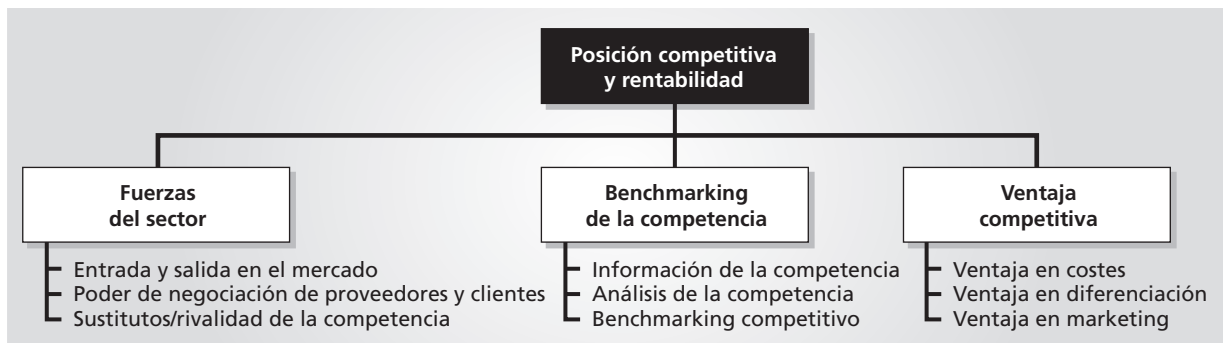 Posición competitiva
y rentabilidad
Fuerzas
del sector
Entrada y salida en el mercado
Poder de negociación de proveedores y clientes
Sustitutos/rivalidad de la competencia
Benchmarking
de la competencia
Información de la competencia
Análisis de la competencia
Benchmarking competitivo
Ventaja
competitiva
Ventaja en costes
Ventaja en diferenciación
Ventaja en marketing